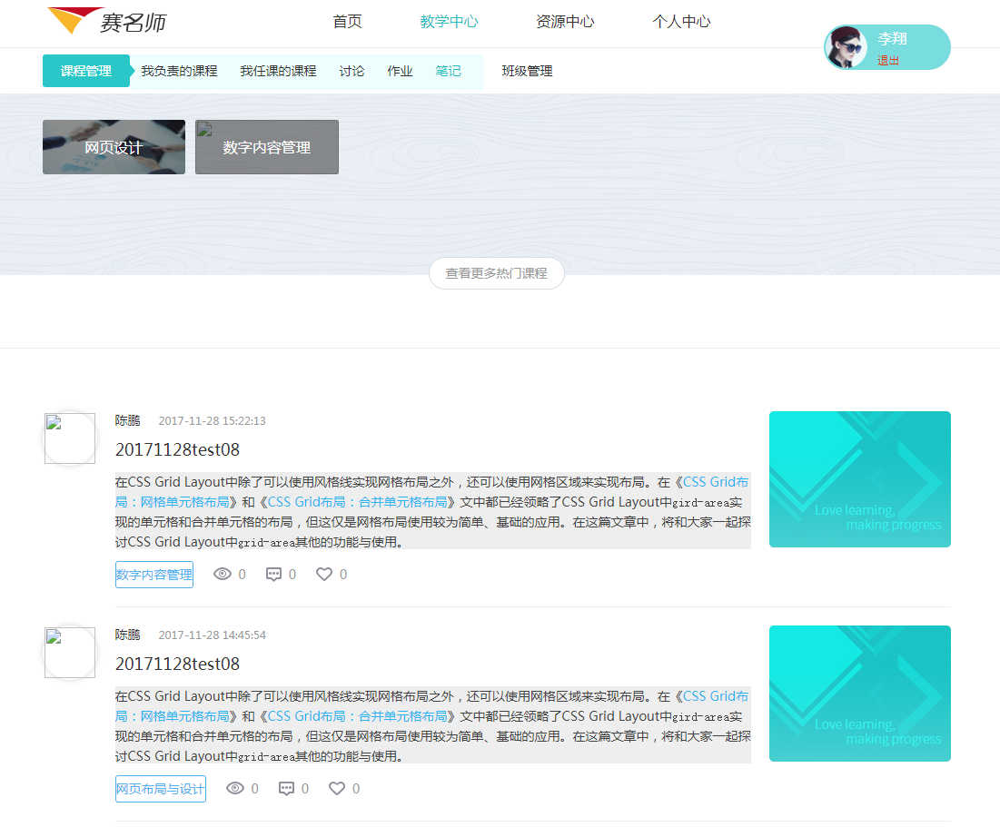 赛名师
首页 教学中心 资源中心 个人中心
李翔
退出
课程管理 我负责的课程 我任课的课程 讨论 作业 笔记 班级管理
网页设计 数字内容管理
查看更多热门课程
陈鹏 2017-11-28 15:22:13
20171128test08
在CSS Grid Layout中除了可以使用风格线实现网格布局之外，还可以使用网格区域来实现布局。在《CSS Grid布
局：网格单元格布局》和《CSS Grid布局：合并单元格布局》文中都已经领略了CSS Grid Layout中gird-area实
现的单元格和合并单元格的布局，但这仅是网格布局使用较为简单、基础的应用。在这篇文章中，将和大家一起探
讨CSS Grid Layout中grid-area其他的功能与使用。
Love learning,
making progress
数字内容管理 0 0 0
陈鹏 2017-11-28 14:45:54
20171128test08
在CSS Grid Layout中除了可以使用风格线实现网格布局之外，还可以使用网格区域来实现布局。在《CSS Grid布
局：网格单元格布局》和《CSS Grid布局：合并单元格布局》文中都已经领略了CSS Grid Layout中gird-area实
现的单元格和合并单元格的布局，但这仅是网格布局使用较为简单、基础的应用。在这篇文章中，将和大家一起探
讨CSS Grid Layout中grid-area其他的功能与使用。
Love learning,
making progress
网页布局与设计 0 0 0